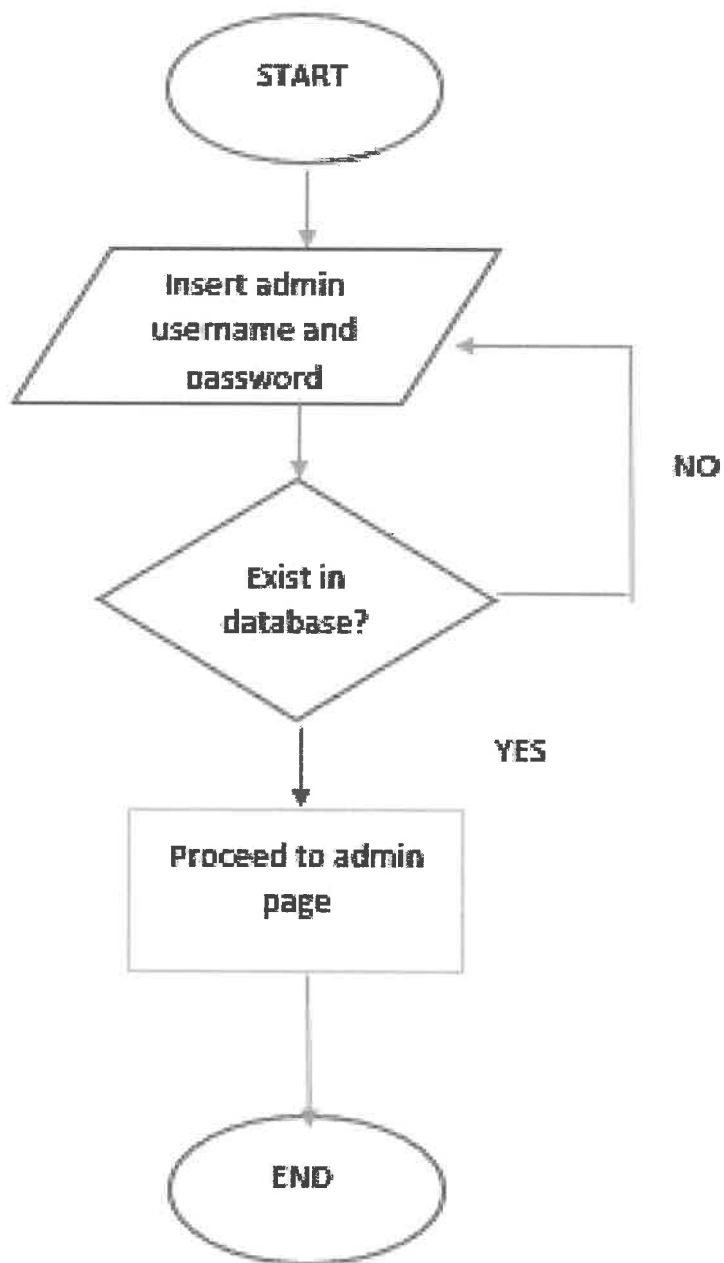 START
Insert admin
username and
password
NO
Exist in
database?
YES
Proceed to admin
page
END